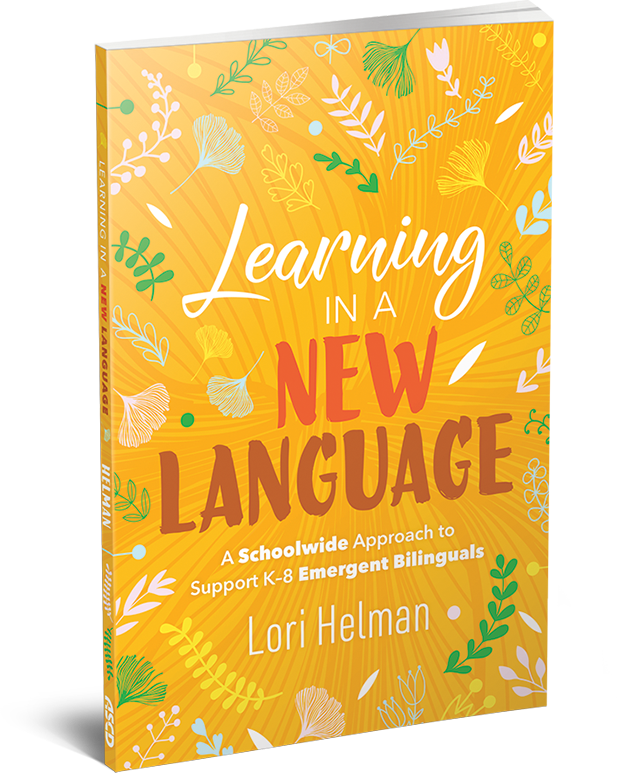 Learning
IN A
NEW
LANGUAGE
A Schoolwide Approach to
Support K-8 Emergent Bilinguals
Lori Helman
LEARNING IN A NEW LANGUAGE
HELMAN
ASCD